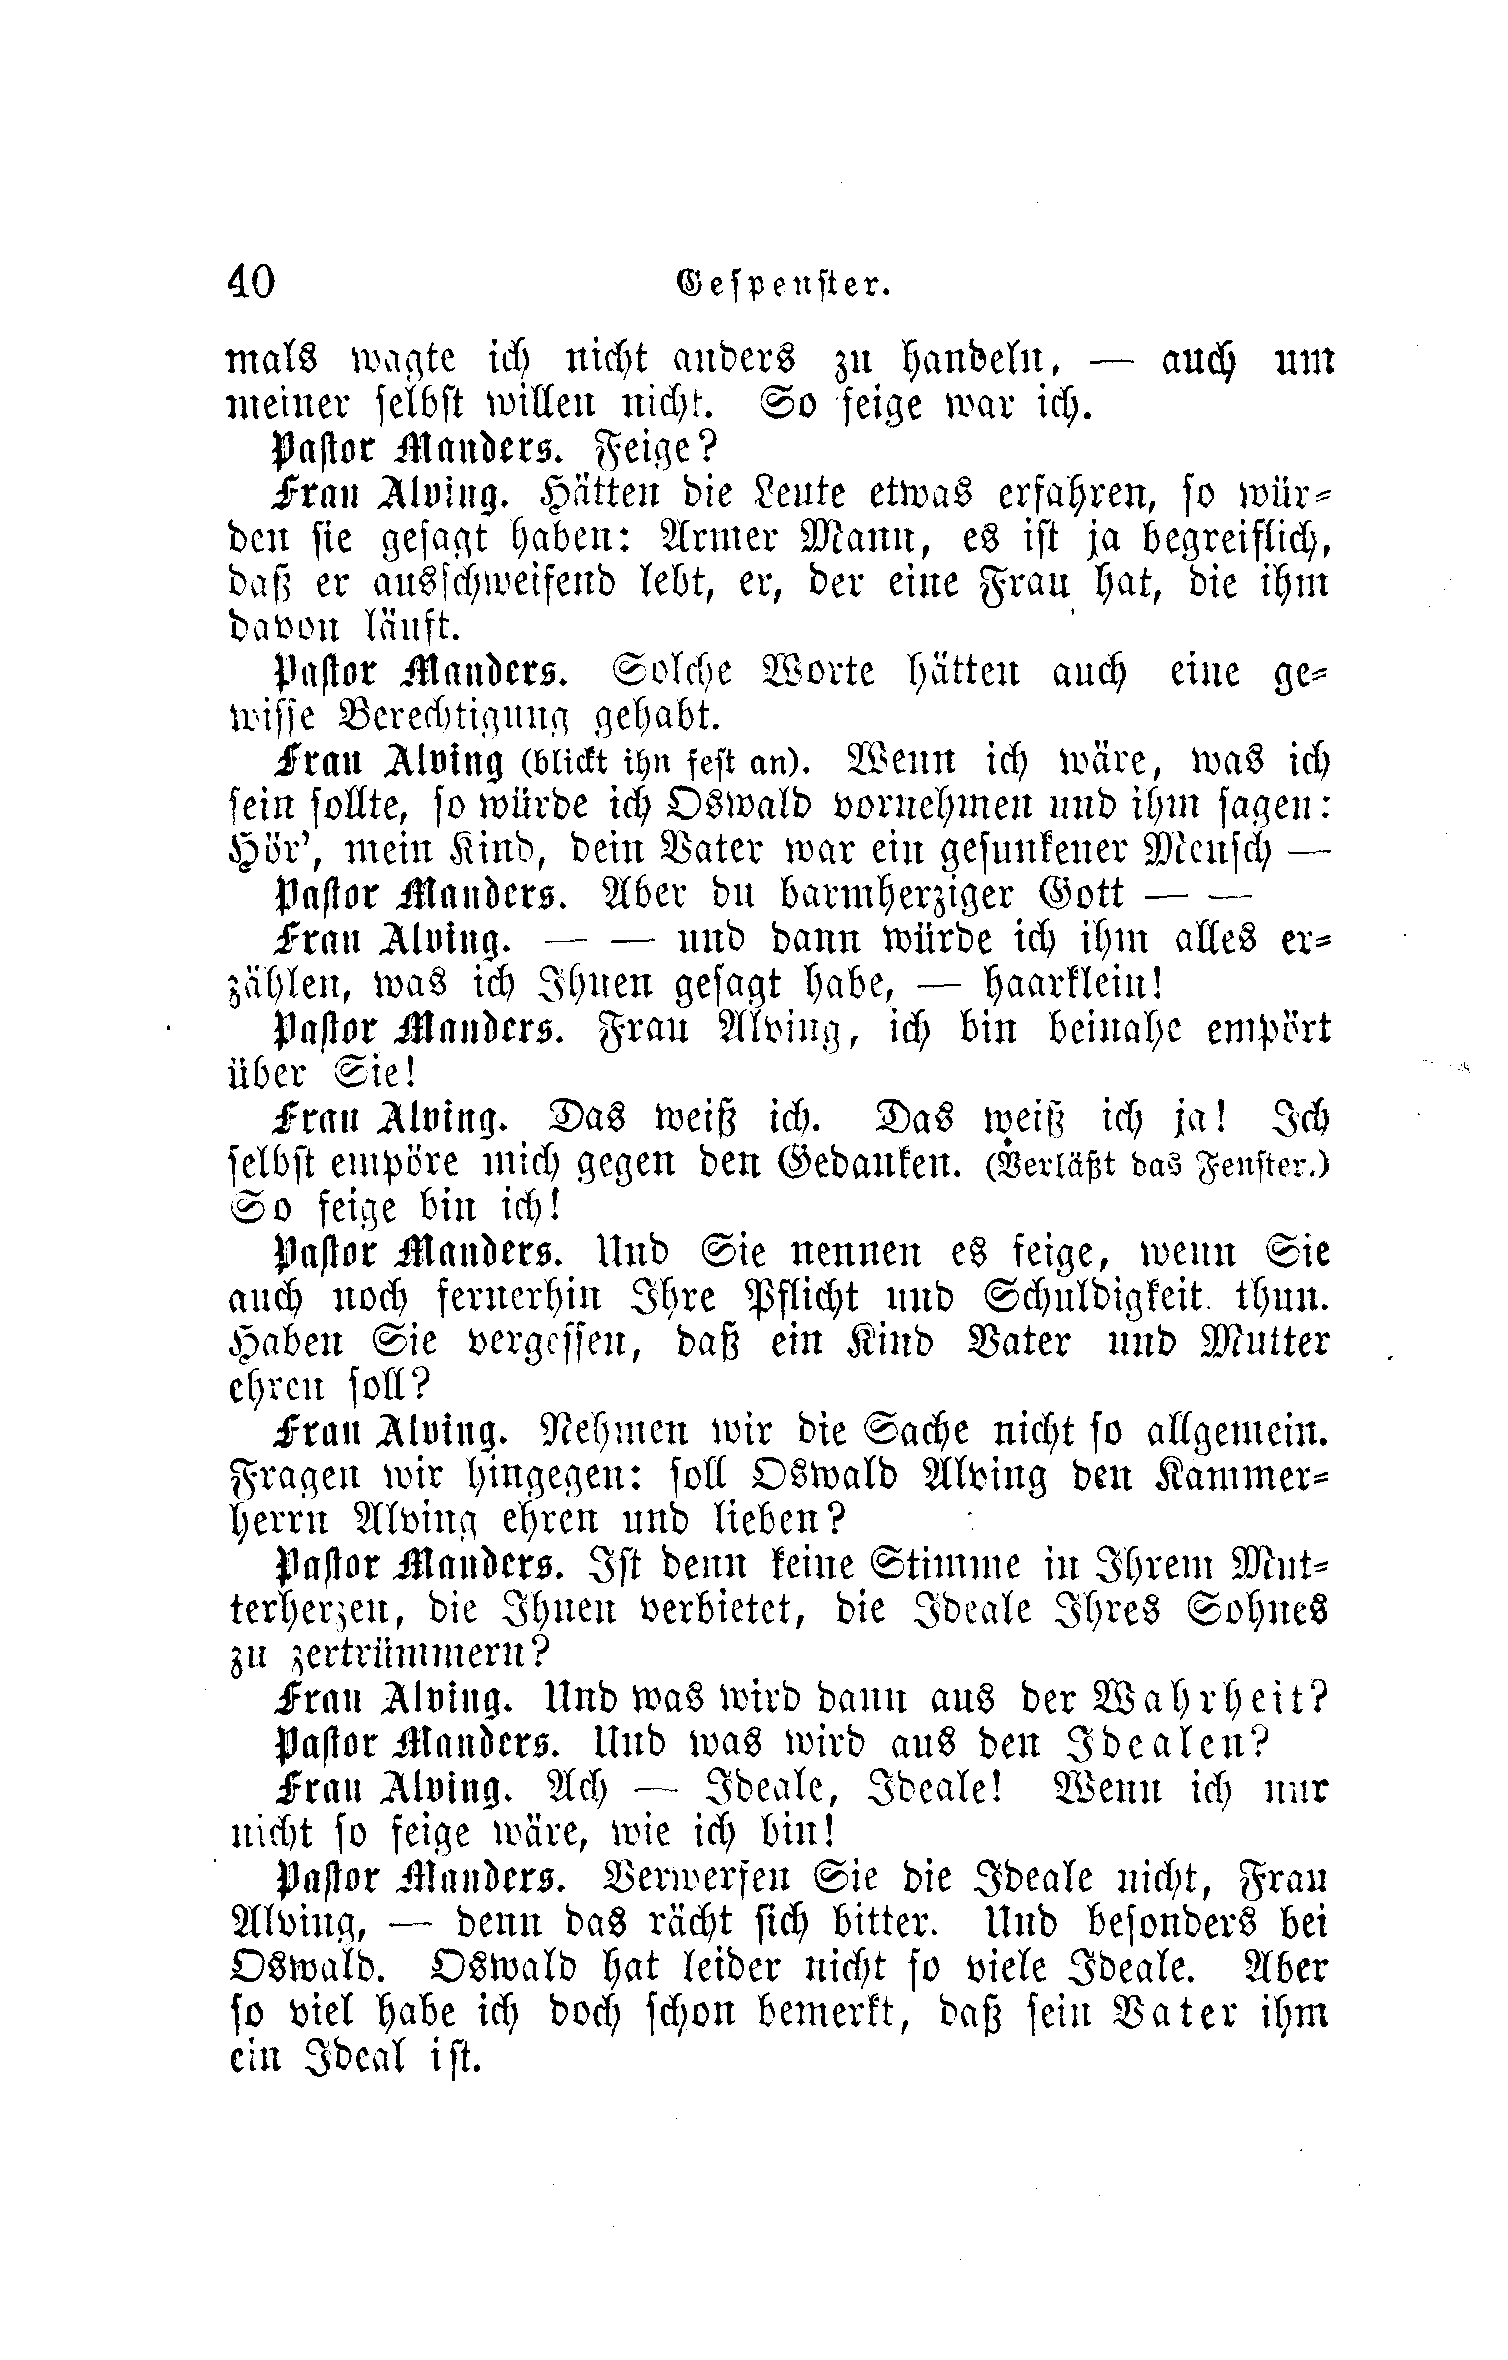 40 Gespenster.
mals wagte ich nicht anders zu handeln, — auch um
meiner selbst willen nicht. So feige war ich.
Pastor Manders. Feige?
Frau Alving. Hätten die Leute etwas erfahren, so wür-
den sie gesagt haben: Armer Mann, es ist ja begreiflich,
daß er ausschweifend lebt, er, der eine Frau hat, die ihm
davon läuft.
Pastor Manders. Solche Worte hätten auch eine ge-
wisse Berechtigung gehabt.
Frau Alving (blickt ihn fest an). Wenn ich wäre, was ich
sein sollte, so würde ich Oswald vornehmen und ihm sagen:
Hör', mein Kind, dein Vater war ein gesunkener Mensch —
Pastor Manders. Aber du barmherziger Gott — —
Frau Alving. — — und dann würde ich ihm alles er-
zählen, was ich Ihnen gesagt habe, — haarklein!
Pastor Manders. Frau Alving, ich bin beinahe empört
über Sie!
Frau Alving. Das weiß ich. Das weiß ich ja! Ich
selbst empöre mich gegen den Gedanken. (Verläßt das Fenster.)
So feige bin ich!
Pastor Manders. Und Sie nennen es feige, wenn Sie
auch noch fernerhin Ihre Pflicht und Schuldigkeit thun.
Haben Sie vergessen, daß ein Kind Vater und Mutter
ehren soll?
Frau Alving. Nehmen wir die Sache nicht so allgemein.
Fragen wir hingegen: soll Oswald Alving den Kammer-
herrn Alving ehren und lieben?
Pastor Manders. Ist denn keine Stimme in Ihrem Mut-
terherzen, die Ihnen verbietet, die Ideale Ihres Sohnes
zu zertrümmern?
Frau Alving. Und was wird dann aus der Wahrheit?
Pastor Manders. Und was wird aus den Idealen?
Frau Alving. Ach — Ideale, Ideale! Wenn ich nur
nicht so feige wäre, wie ich bin!
Pastor Manders. Verwerfen Sie die Ideale nicht, Frau
Alving, — denn das rächt sich bitter. Und besonders bei
Oswald. Oswald hat leider nicht so viele Ideale. Aber
so viel habe ich doch schon bemerkt, daß sein Vater ihm
ein Ideal ist.